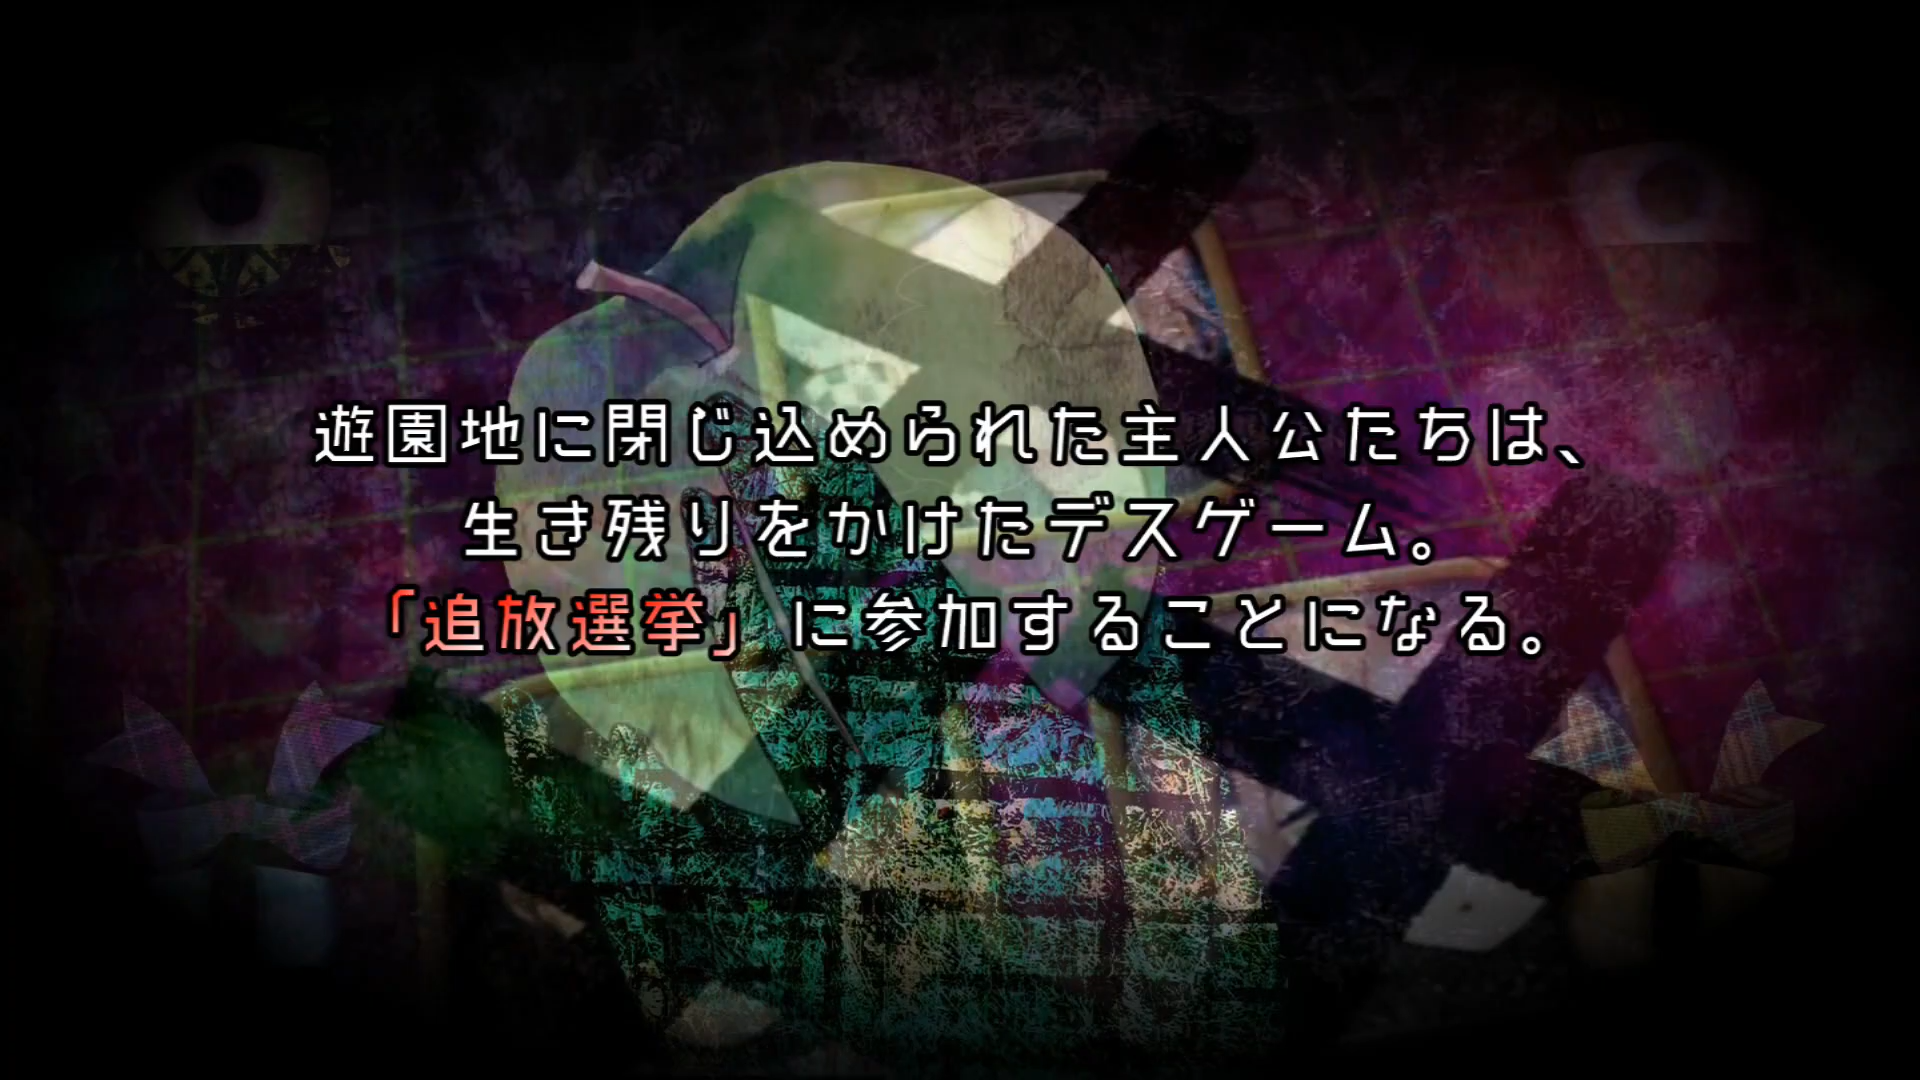 遊園地に閉じ込められた主人公たちは、
生き残りをかけたデスゲーム。
「追放選挙」に参加することになる。